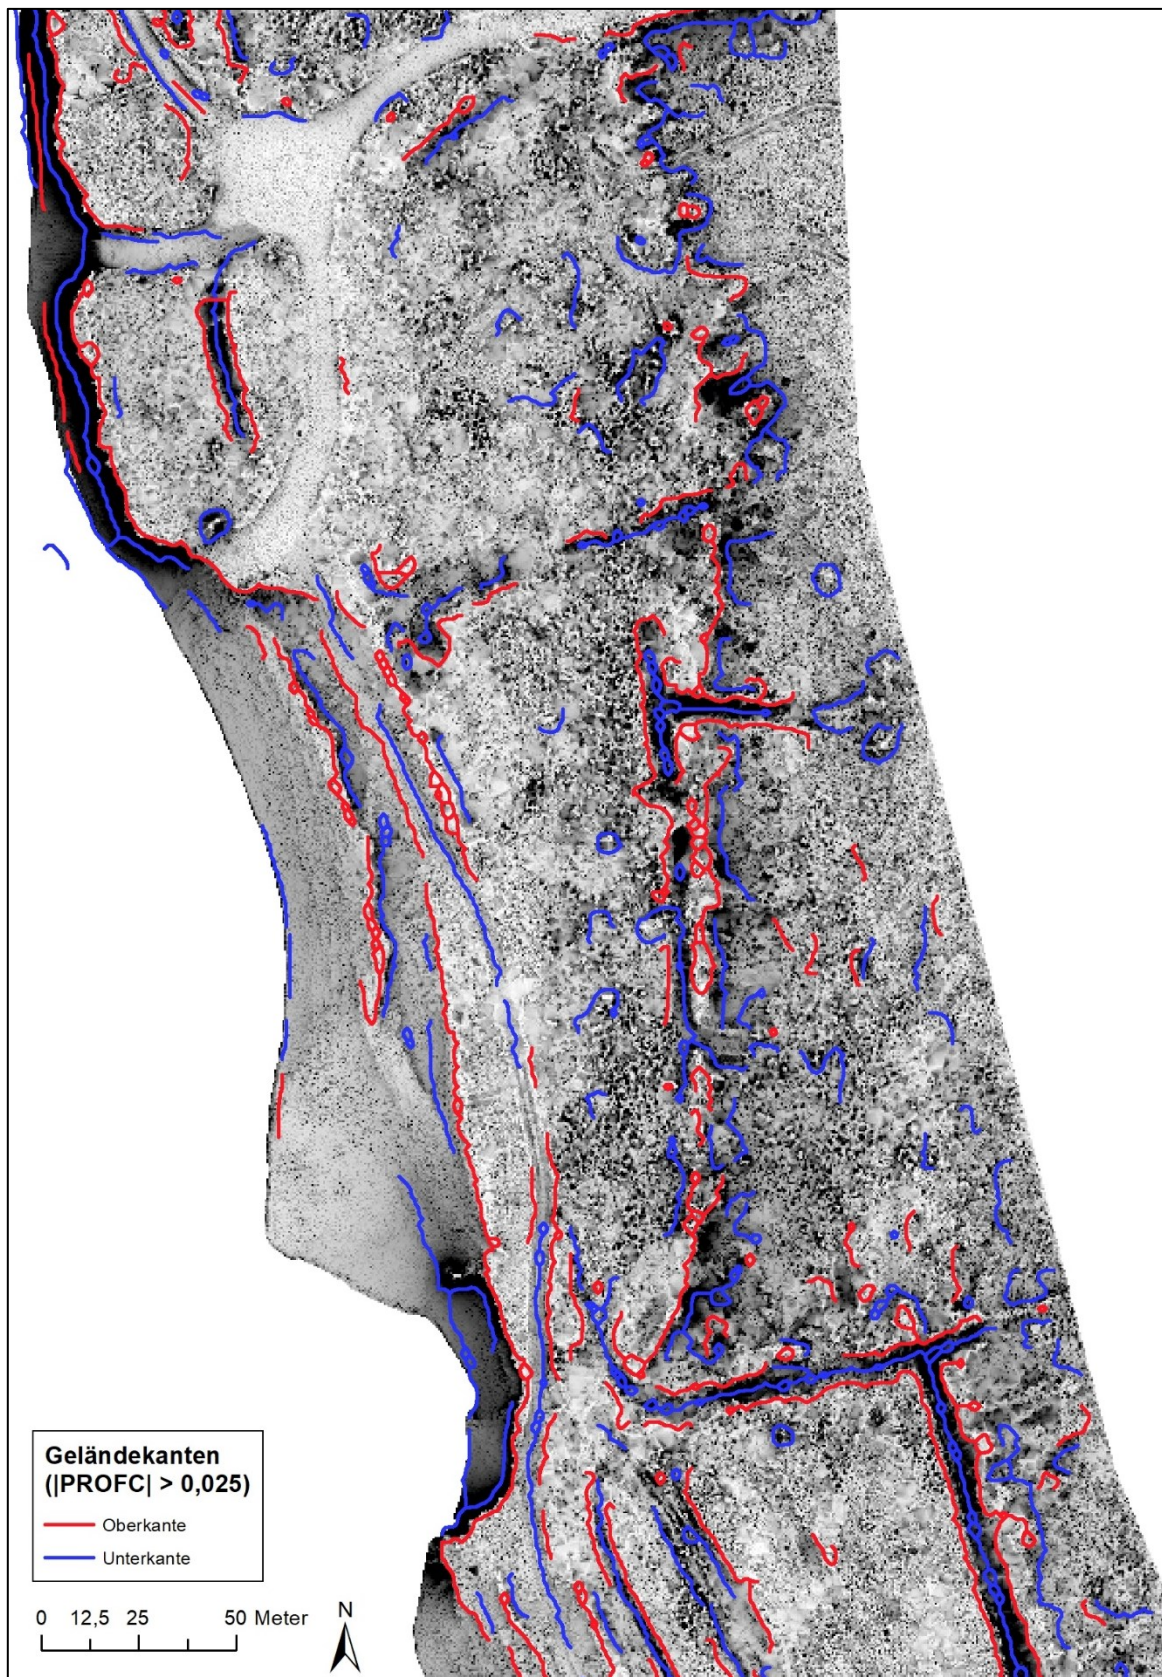 Geländekanten
(|PROFC| > 0,025)
Oberkante
Unterkante
0 12,5 25 50 Meter
N